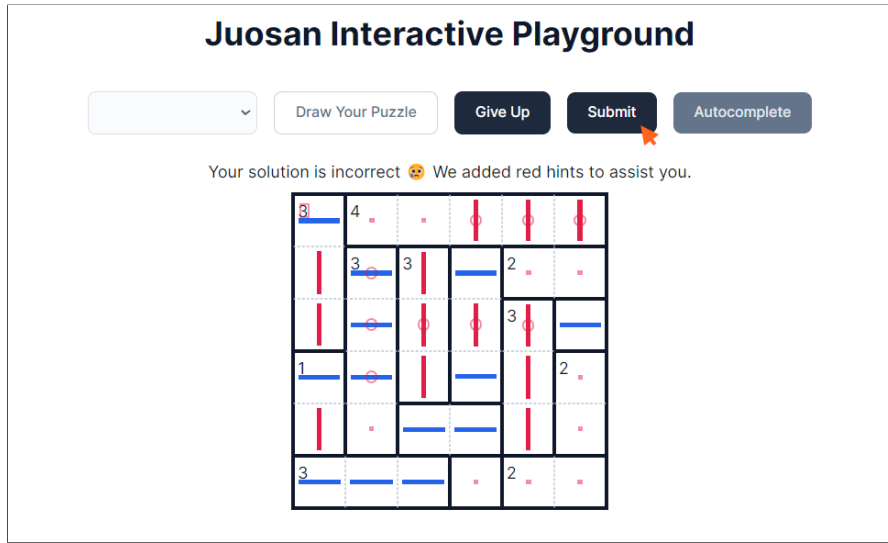 Juosan Interactive Playground
Draw Your Puzzle Give Up Submit Autocomplete
Your solution is incorrect 😢 We added red hints to assist you.
3 4
3 3 2
3
1 2
3 2